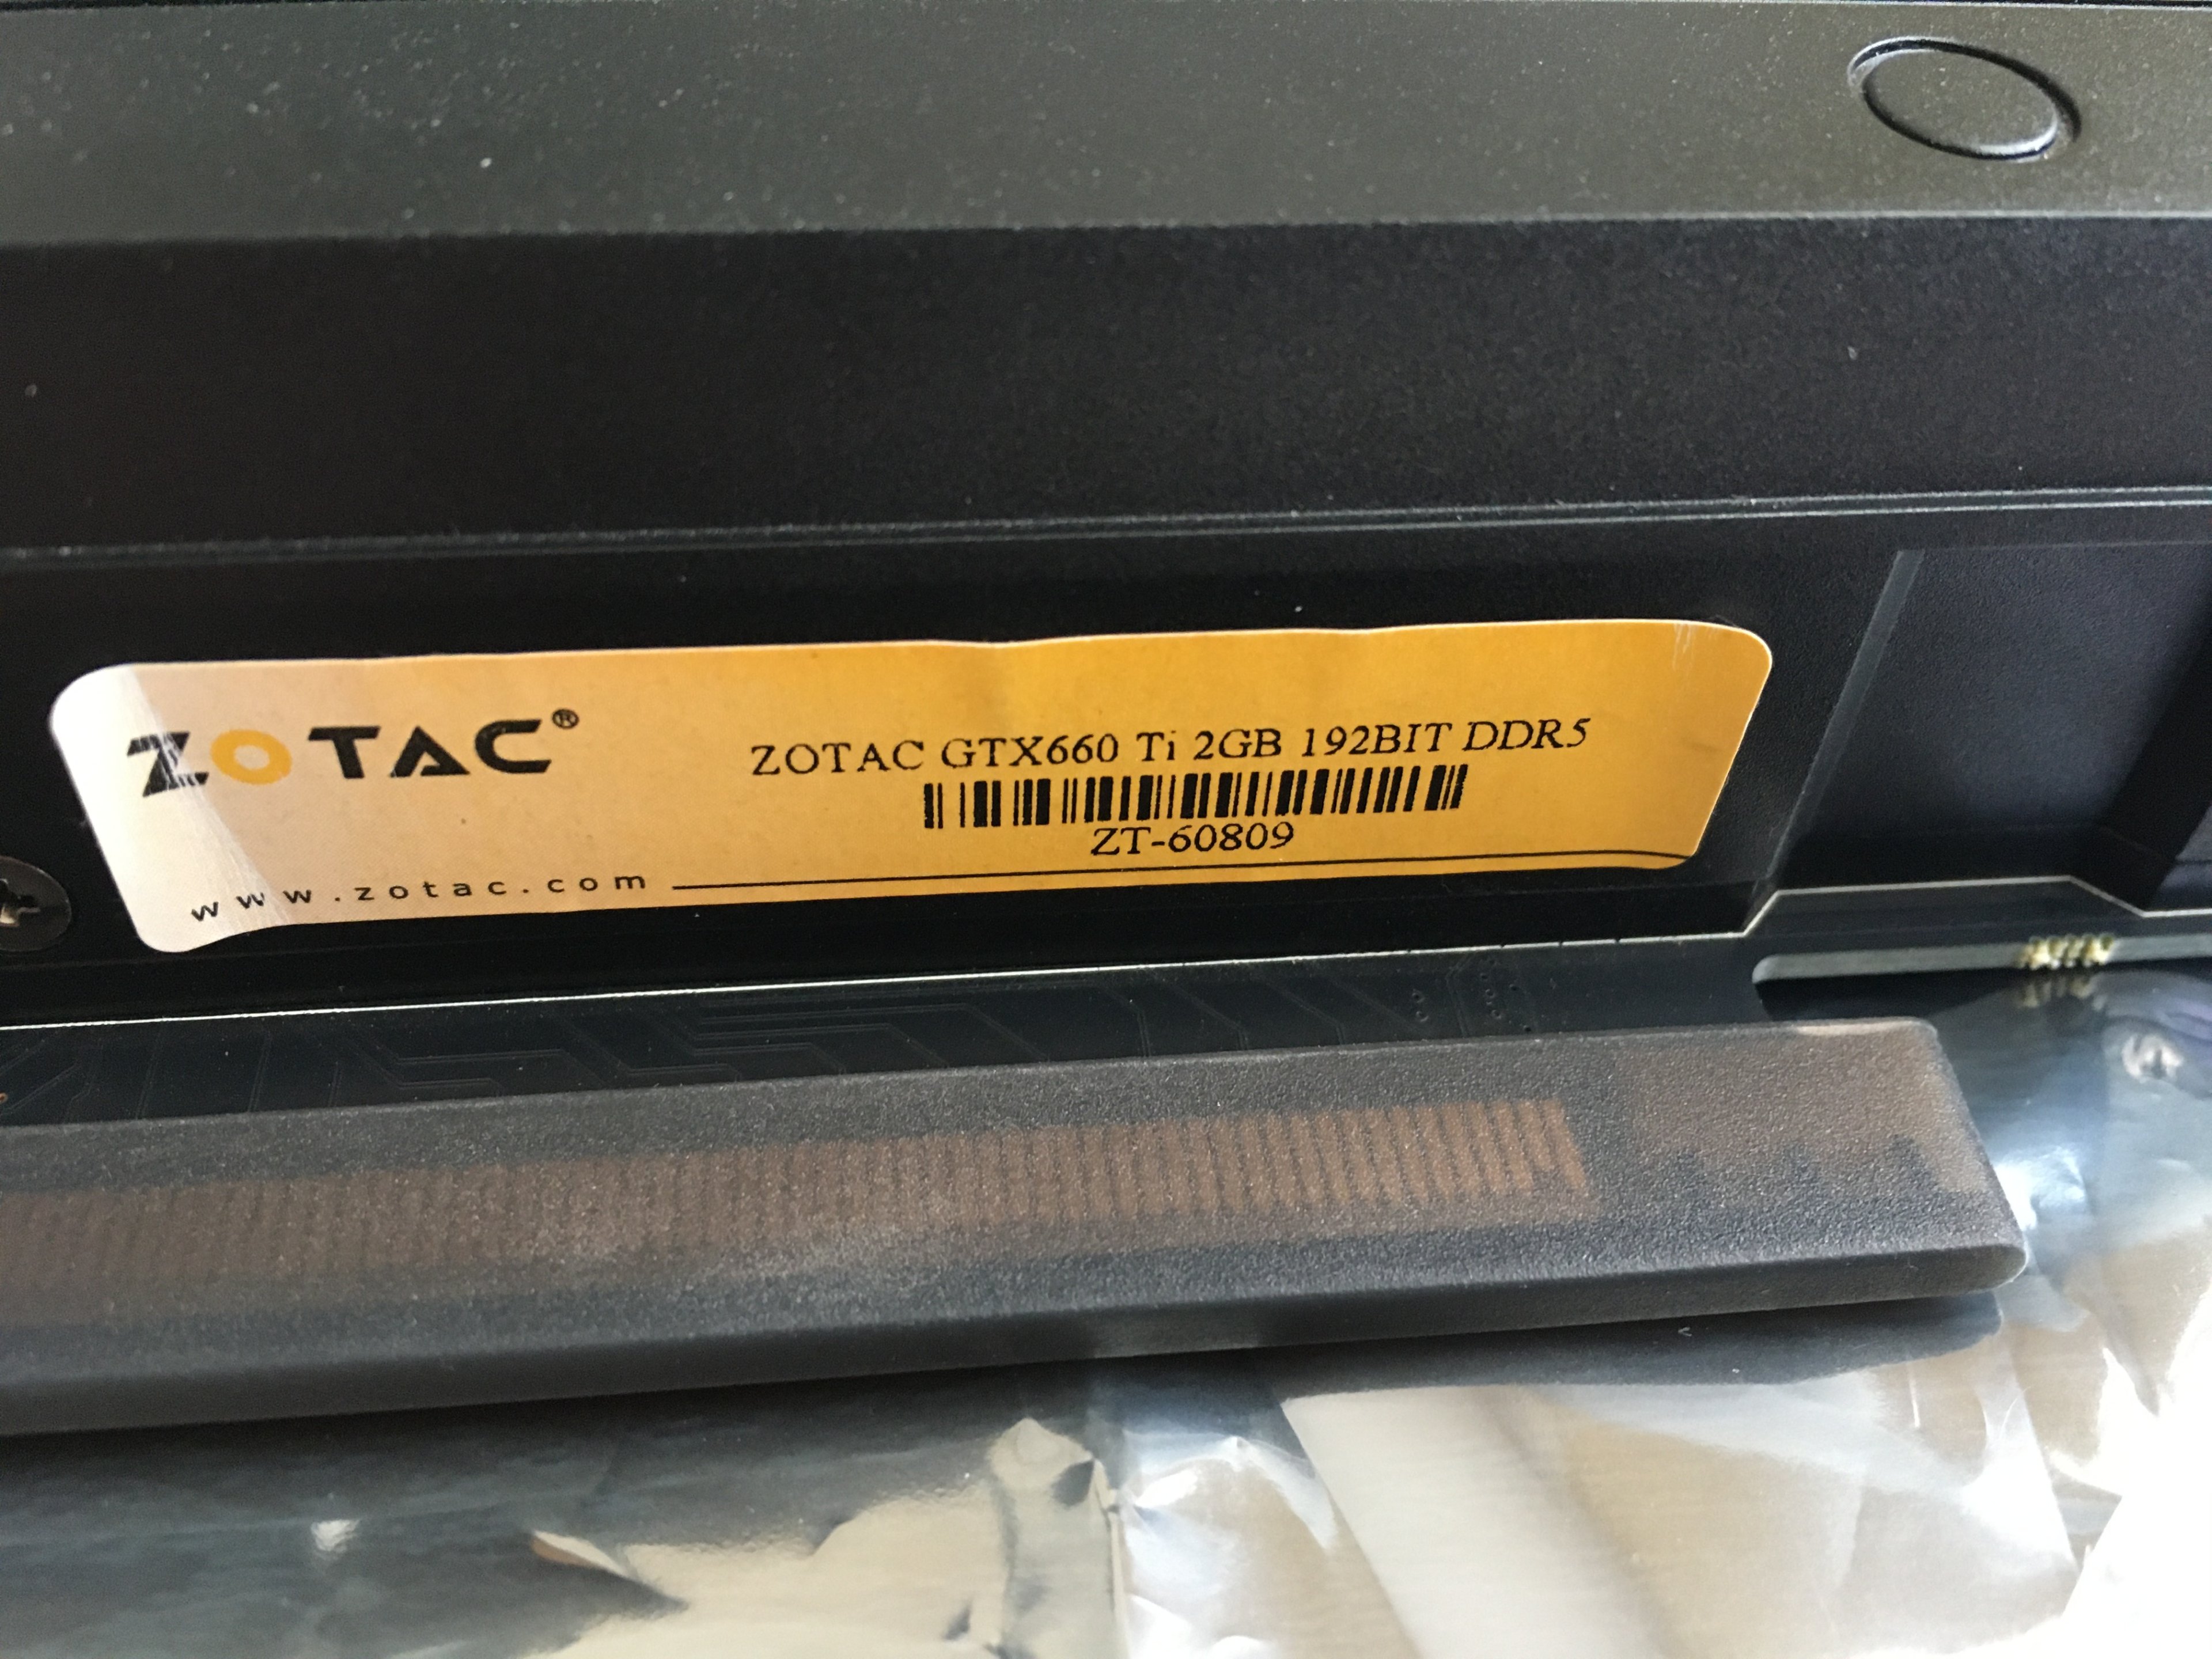 ZOTAC®
ZOTAC GTX660 Ti 2GB 192BIT DDR5
ZT-60809
www.zotac.com